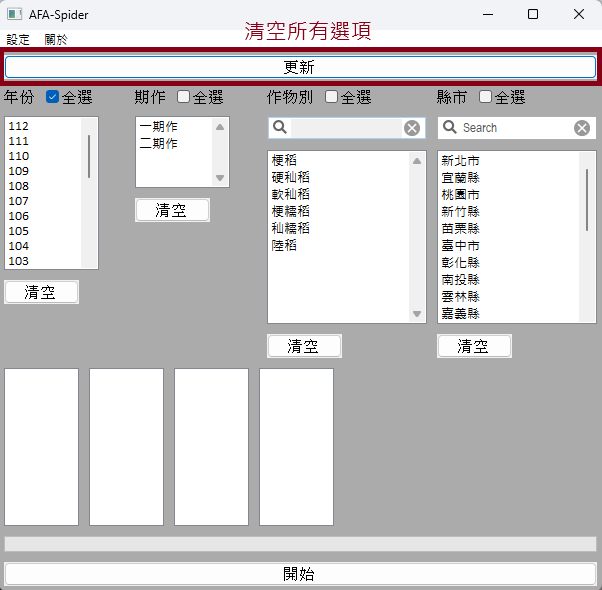 AFA-Spider
清空所有選項
設定 關於
更新
年份 全選 期作 全選 作物別 全選 縣市 全選
112
111
110
109
108
107
106
105
104
103
清空
一期作
二期作
清空
梗稻
硬秈稻
軟秈稻
梗糯稻
秈糯稻
陸稻
清空
Search
新北市
宜蘭縣
桃園市
新竹縣
苗栗縣
臺中市
彰化縣
南投縣
雲林縣
嘉義縣
清空
開始